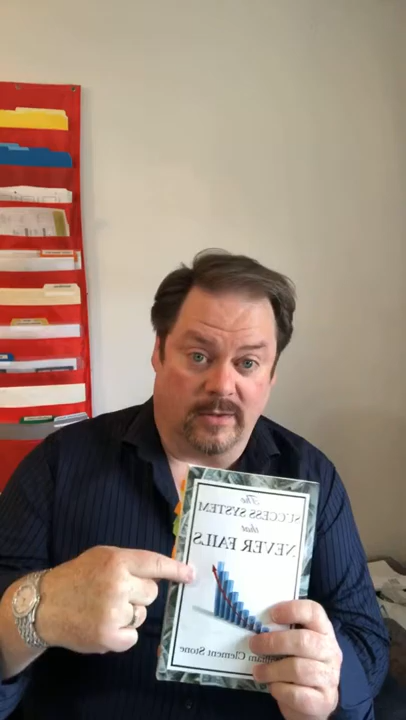 The
SUCCESS SYSTEM
that
NEVER FAILS
Clement Stone